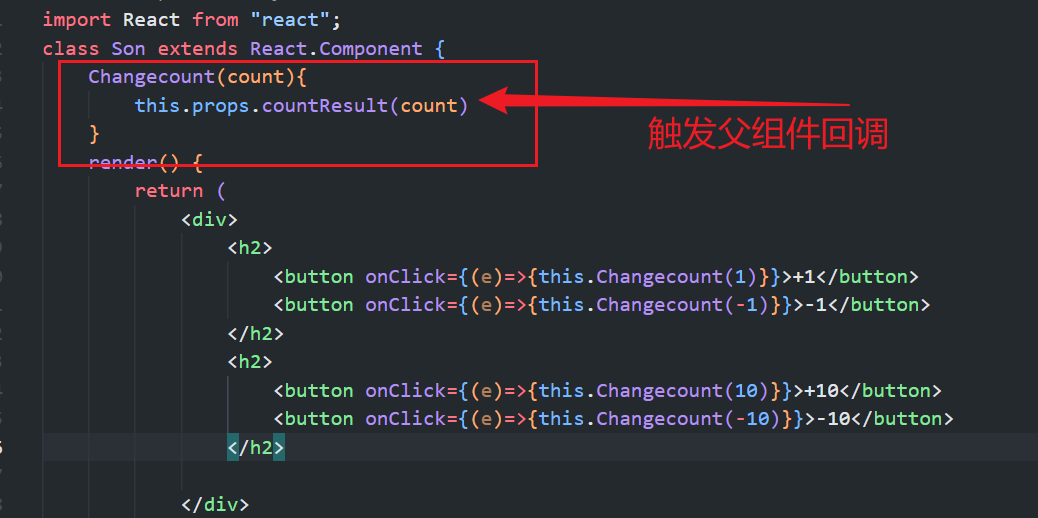 import React from "react";
class Son extends React.Component {
Changecount(count){
this.props.countResult(count)
触发父组件回调
}
render() {
return (
<div>
<h2>
<button onClick={(e)=>{this.Changecount(1)}}>+1</button>
<button onClick={(e)=>{this.Changecount(-1)}}>-1</button>
</h2>
<h2>
<button onClick={(e)=>{this.Changecount(10)}}>+10</button>
<button onClick={(e)=>{this.Changecount(-10)}}>-10</button>
</h2>
</div>